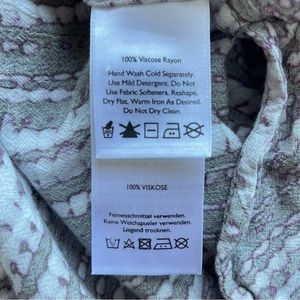 100% Viscose Rayon
Hand Wash Cold Separately.
Use Mild Detergent, Do Not
Use Fabric Softeners, Reshape,
Dry Flat, Warm Iron As Desired.
Do Not Dry Clean.
100% VISKOSE
Feinwaschmittel verwenden.
Keine Weichspueler verwenden.
Liegend trocknen.